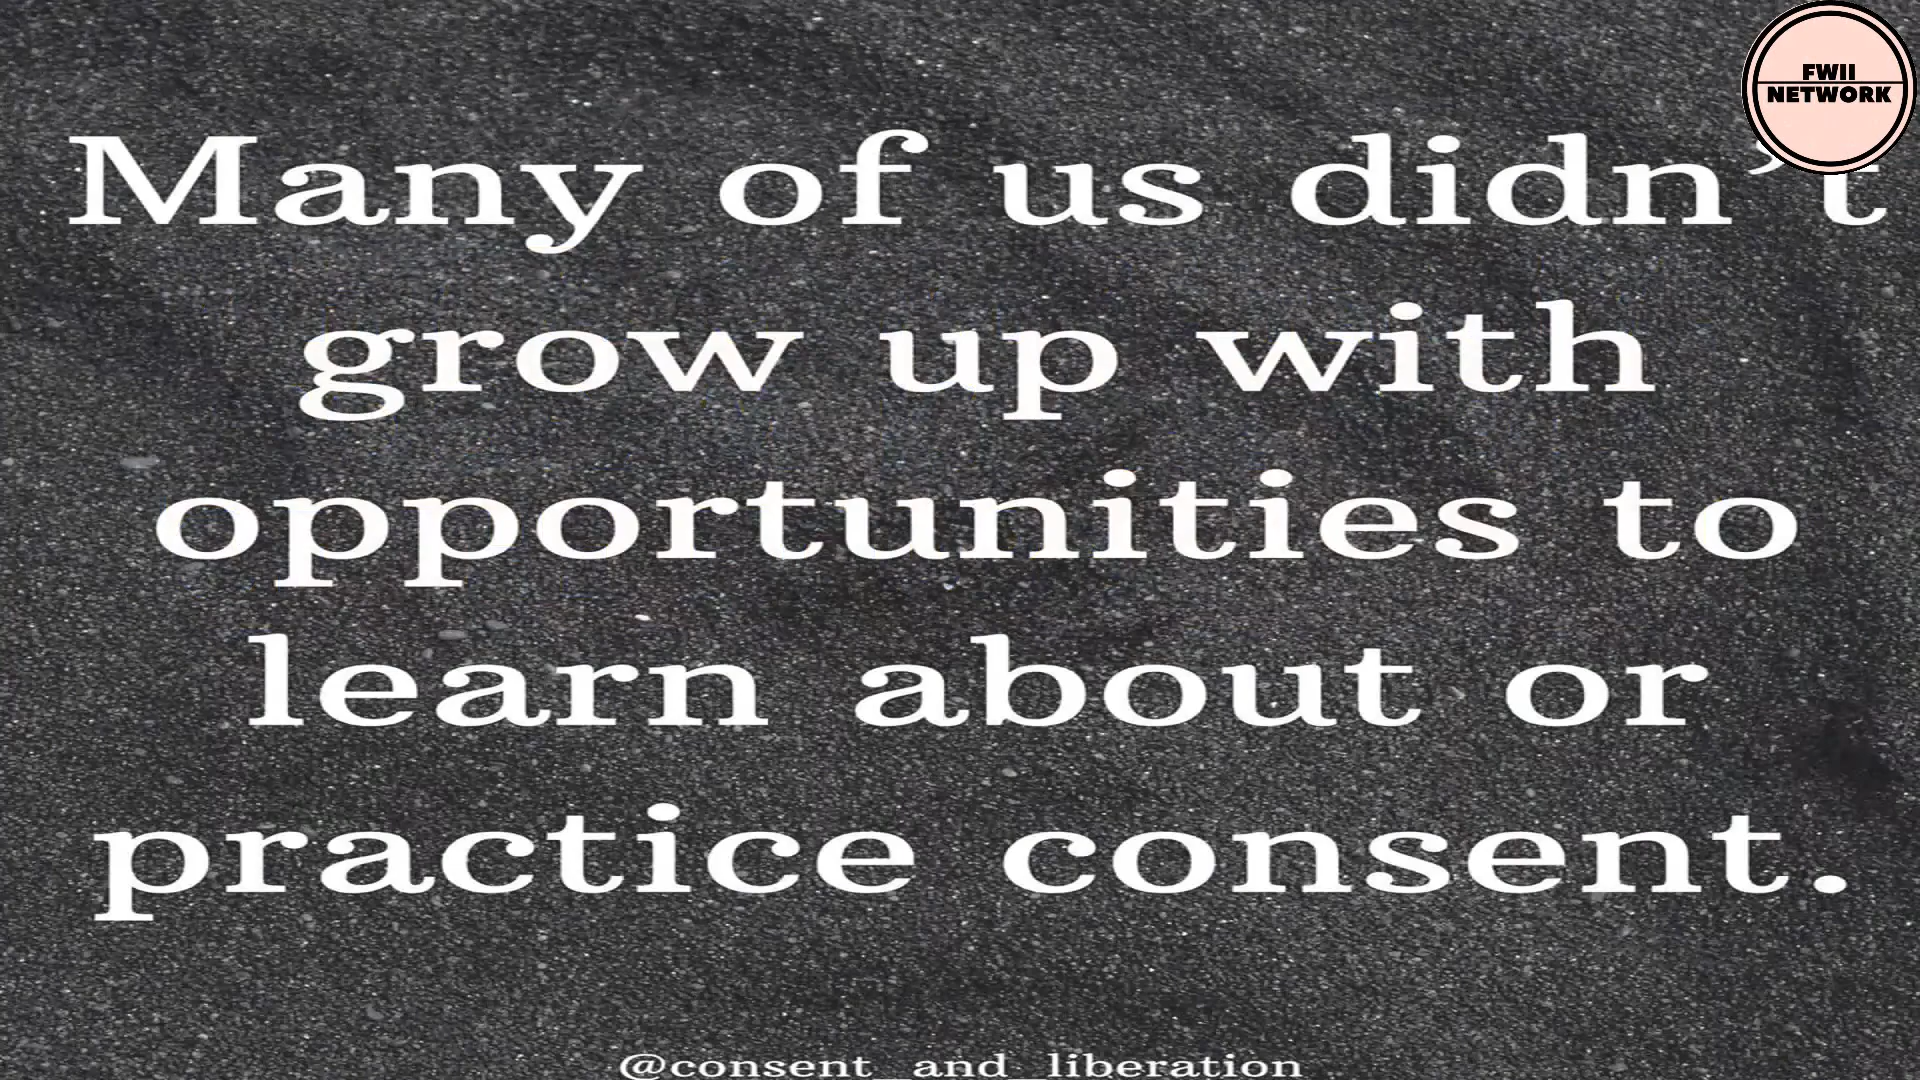 FWII
NETWORK
Many of us didn’t
grow up with
opportunities to
learn about or
practice consent.
@consent_and_liberation